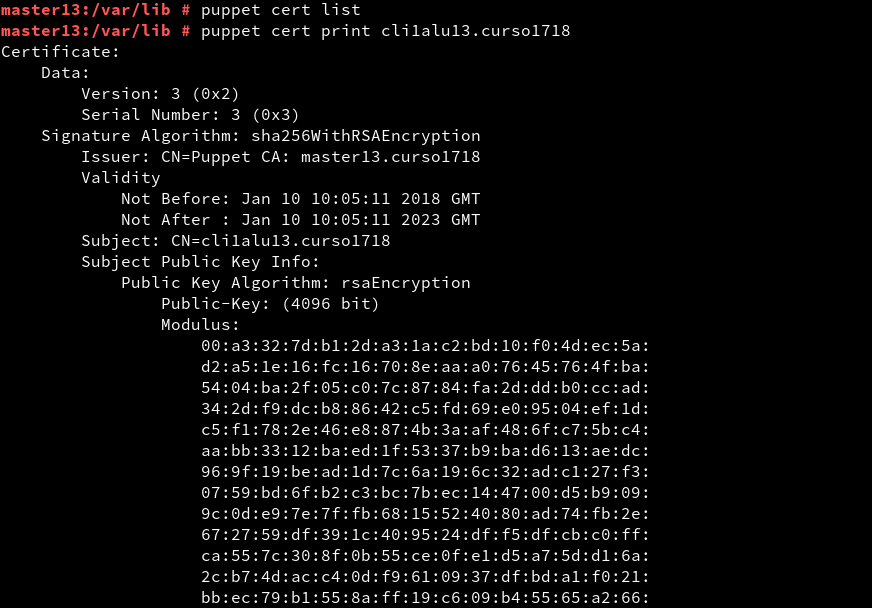 master13:/var/lib # puppet cert list
master13:/var/lib # puppet cert print cli1alu13.curso1718
Certificate:
    Data:
        Version: 3 (0x2)
        Serial Number: 3 (0x3)
    Signature Algorithm: sha256WithRSAEncryption
        Issuer: CN=Puppet CA: master13.curso1718
        Validity
            Not Before: Jan 10 10:05:11 2018 GMT
            Not After : Jan 10 10:05:11 2023 GMT
        Subject: CN=cli1alu13.curso1718
        Subject Public Key Info:
            Public Key Algorithm: rsaEncryption
                Public-Key: (4096 bit)
                Modulus:
                    00:a3:32:7d:b1:2d:a3:1a:c2:bd:10:f0:4d:ec:5a:
                    d2:a5:1e:16:fc:16:70:8e:aa:a0:76:45:76:4f:ba:
                    54:04:ba:2f:05:c0:7c:87:84:fa:2d:dd:b0:cc:ad:
                    34:2d:f9:dc:b8:86:42:c5:fd:69:e0:95:04:ef:1d:
                    c5:f1:78:2e:46:e8:87:4b:3a:af:48:6f:c7:5b:c4:
                    aa:bb:33:12:ba:ed:1f:53:37:b9:ba:d6:13:ae:dc:
                    96:9f:19:be:ad:1d:7c:6a:19:6c:32:ad:c1:27:f3:
                    07:59:bd:6f:b2:c3:bc:7b:ec:14:47:00:d5:b9:09:
                    9c:0d:e9:7e:7f:fb:68:15:52:40:80:ad:74:fb:2e:
                    67:27:59:df:39:1c:40:95:24:df:f5:df:cb:c0:ff:
                    ca:55:7c:30:8f:0b:55:ce:0f:e1:d5:a7:5d:d1:6a:
                    2c:b7:4d:ac:c4:0d:f9:61:09:37:df:bd:a1:f0:21:
                    bb:ec:79:b1:55:8a:ff:19:c6:09:b4:55:65:a2:66: